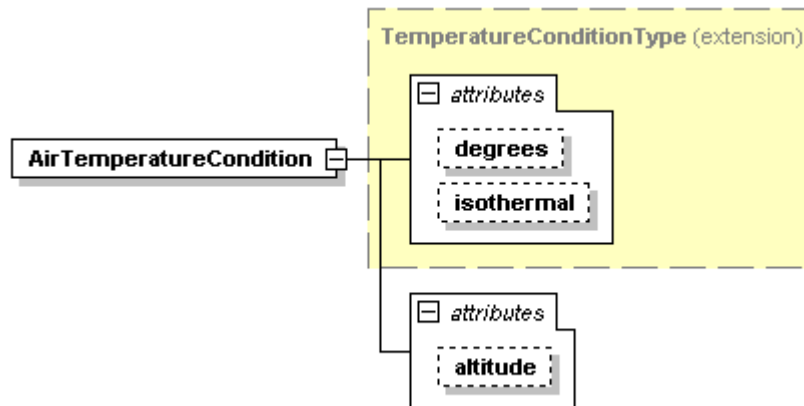 TemperatureConditionType (extension)
attributes
degrees
isothermal
AirTemperatureCondition
attributes
altitude